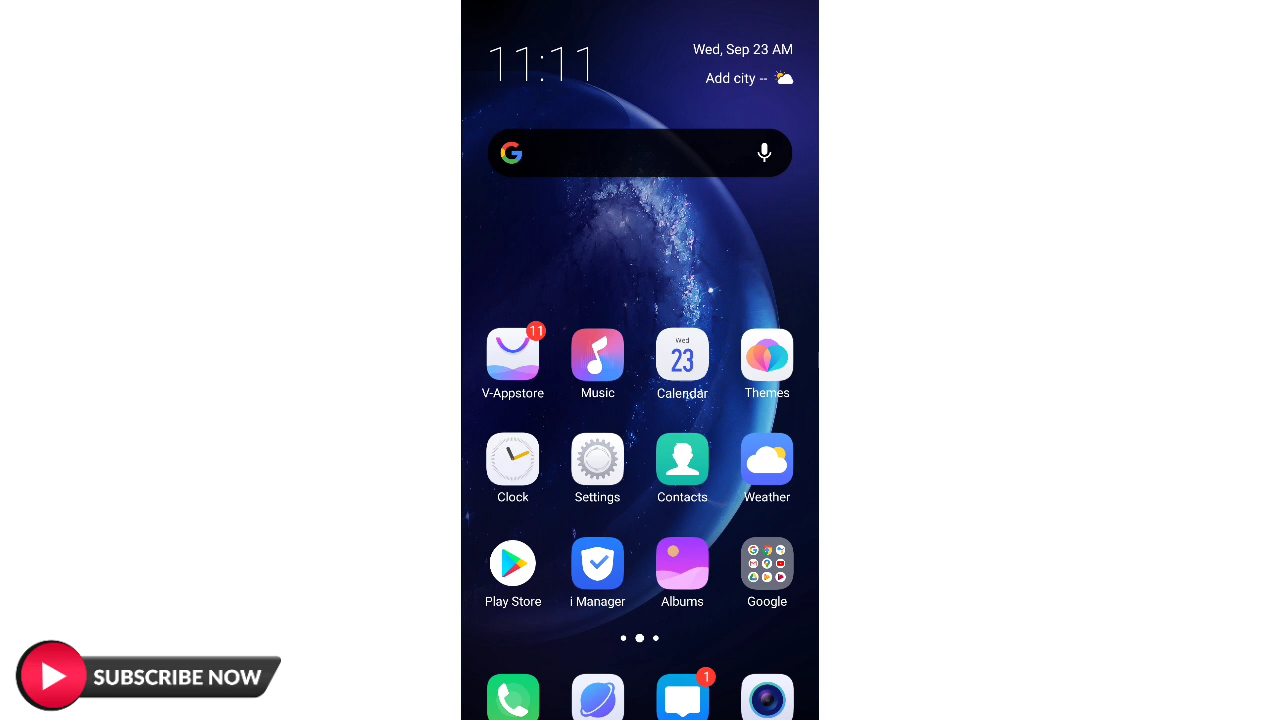 11:11
Wed, Sep 23 AM
Add city --
11
Wed
23
V-Appstore
Music
Calendar
Themes
Clock
Settings
Contacts
Weather
Play Store
i Manager
Albums
Google
1
SUBSCRIBE NOW